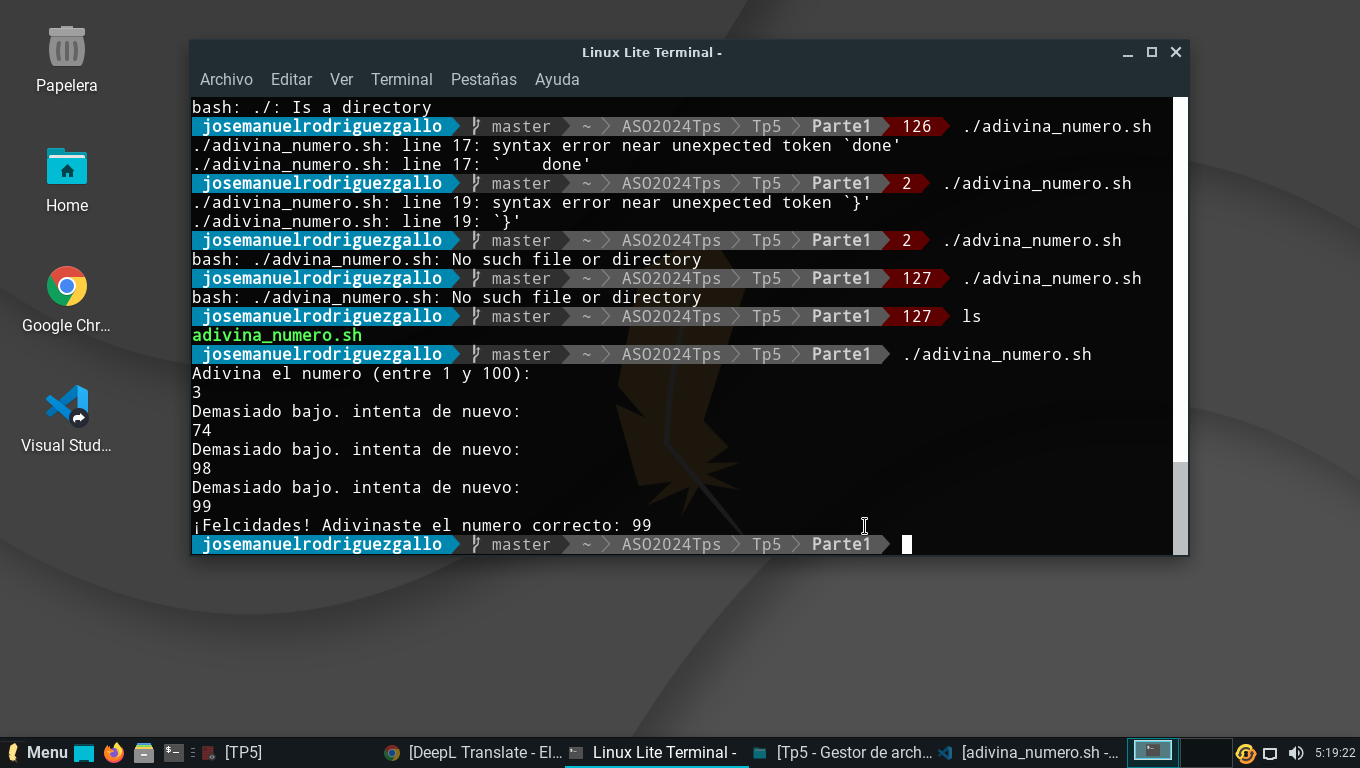 Papelera
Home
Google Chr...
Visual Stud...
Linux Lite Terminal -
Archivo Editar Ver Terminal Pestañas Ayuda
bash: ./: Is a directory
josemanuelrodriguezgallo master ~ ASO2024Tps Tp5 Parte1 126 ./adivina_numero.sh
./adivina_numero.sh: line 17: syntax error near unexpected token `done'
./adivina_numero.sh: line 17: `    done'
josemanuelrodriguezgallo master ~ ASO2024Tps Tp5 Parte1 2 ./adivina_numero.sh
./adivina_numero.sh: line 19: syntax error near unexpected token `}'
./adivina_numero.sh: line 19: `}'
josemanuelrodriguezgallo master ~ ASO2024Tps Tp5 Parte1 2 ./advina_numero.sh
bash: ./advina_numero.sh: No such file or directory
josemanuelrodriguezgallo master ~ ASO2024Tps Tp5 Parte1 127 ./advina_numero.sh
bash: ./advina_numero.sh: No such file or directory
josemanuelrodriguezgallo master ~ ASO2024Tps Tp5 Parte1 127 ls
adivina_numero.sh
josemanuelrodriguezgallo master ~ ASO2024Tps Tp5 Parte1 ./adivina_numero.sh
Adivina el numero (entre 1 y 100):
3
Demasiado bajo. intenta de nuevo:
74
Demasiado bajo. intenta de nuevo:
98
Demasiado bajo. intenta de nuevo:
99
¡Felcidades! Adivinaste el numero correcto: 99
josemanuelrodriguezgallo master ~ ASO2024Tps Tp5 Parte1
Menu [TP5] [DeepL Translate - El... Linux Lite Terminal - [Tp5 - Gestor de arch... [adivina_numero.sh -... 5:19:22